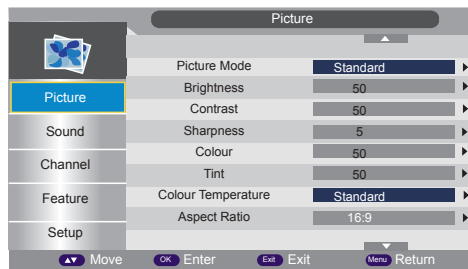 Picture
Picture
Sound
Channel
Feature
Setup
Picture Mode Standard
Brightness 50
Contrast 50
Sharpness 5
Colour 50
Tint 50
Colour Temperature Standard
Aspect Ratio 16:9
▲▼ Move OK Enter Exit Exit Menu Return